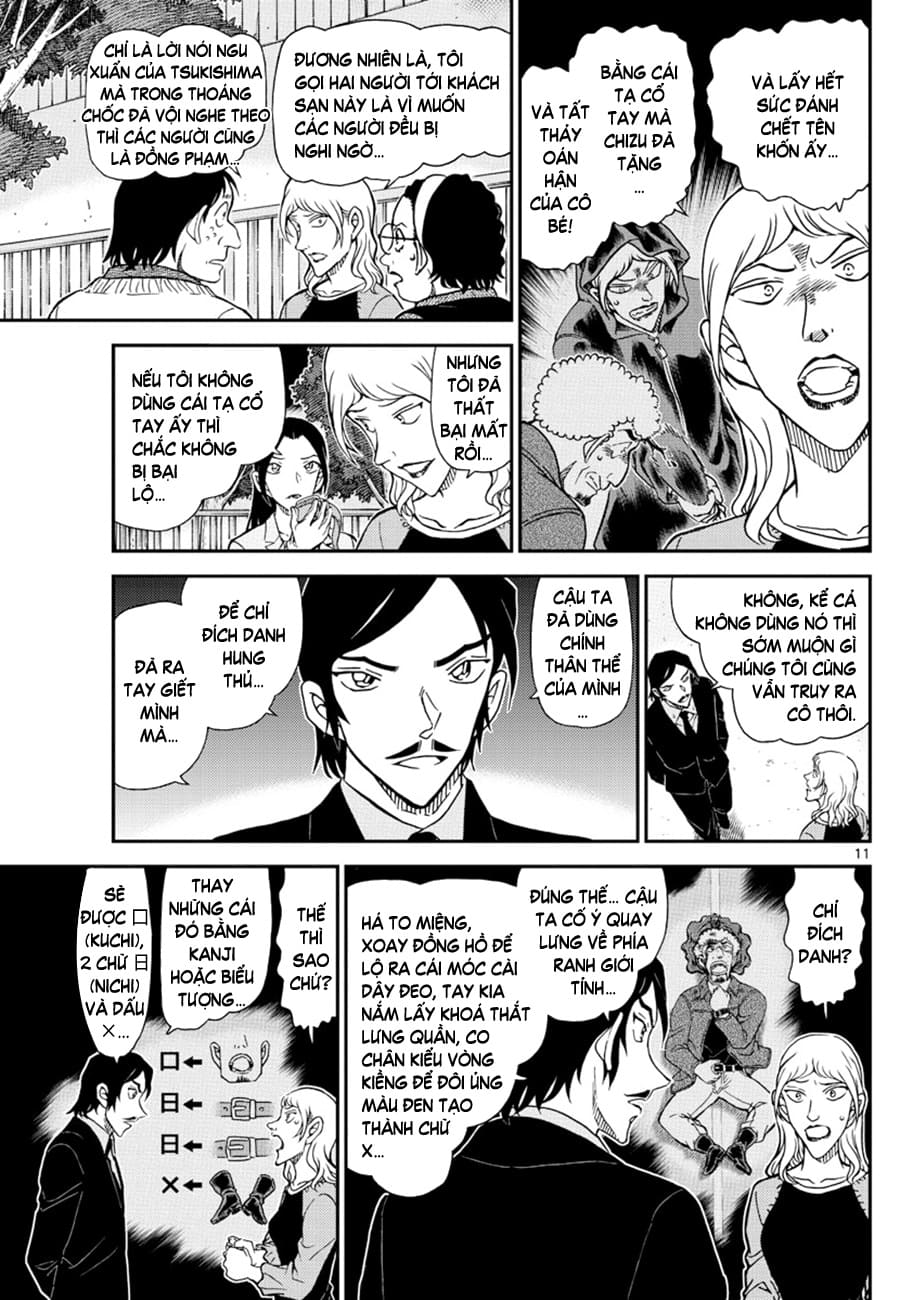 VÀ LẤY HẾT
SỨC ĐÁNH
CHẾT TÊN
KHỐN ẤY...
BẰNG CÁI
TẠ CỔ
TAY MÀ
CHIZU ĐÃ
TẶNG
...
VÀ TẤT
THẢY OÁN
HẬN
CỦA CÔ
BÉ!
ĐƯƠNG NHIÊN LÀ, TÔI
GỌI HAI NGƯỜI TỚI KHÁCH
SẠN NÀY LÀ VÌ MUỐN
CÁC NGƯỜI ĐỀU BỊ
NGHI NGỜ...
CHỈ LÀ LỜI NÓI NGU
XUẨN CỦA TSUKISHIMA
MÀ TRONG THOÁNG
CHỐC ĐÃ VỘI NGHE THEO
THÌ CÁC NGƯỜI CŨNG
LÀ ĐỒNG PHẠM...
NHƯNG
TÔI ĐÃ
THẤT
BẠI MẤT
RỒI...
NẾU TÔI KHÔNG
DÙNG CÁI TẠ CỔ
TAY ẤY THÌ
CHẮC KHÔNG
BỊ BẠI
LỘ...
KHÔNG, KỂ CẢ
KHÔNG DÙNG NÓ THÌ
SỚM MUỘN GÌ
CHÚNG TÔI CŨNG
VẪN TRUY RA
CÔ THÔI.
CẬU TA
ĐÃ DÙNG
CHÍNH
THÂN THỂ
CỦA MÌNH
...
ĐỂ CHỈ
ĐÍCH DANH
HUNG
THỦ...
ĐÃ RA
TAY GIẾT
MÌNH
MÀ...
11
CHỈ
ĐÍCH
DANH?
ĐÚNG THẾ... CẬU
TA CỐ Ý QUAY
LƯNG VỀ PHÍA
RANH GIỚI
TỈNH...
HÁ TO MIỆNG,
XOAY ĐỒNG HỒ ĐỂ
LỘ RA CÁI MÓC CÀI
DÂY ĐEO, TAY KIA
NẮM LẤY KHOÁ THẮT
LƯNG QUẦN, CO
CHÂN KIỂU VÒNG
KIỀNG ĐỂ ĐÔI ỦNG
MÀU ĐEN TẠO
THÀNH CHỮ
X...
THẾ
THÌ SAO
CHỨ?
THAY
NHỮNG CÁI
ĐÓ BẰNG
KANJI
HOẶC BIỂU
TƯỢNG...
SẼ
ĐƯỢC 口
(KUCHI),
2 CHỮ 日
(NICHI)
VÀ DẤU
×...
口←
日←
日←
×←